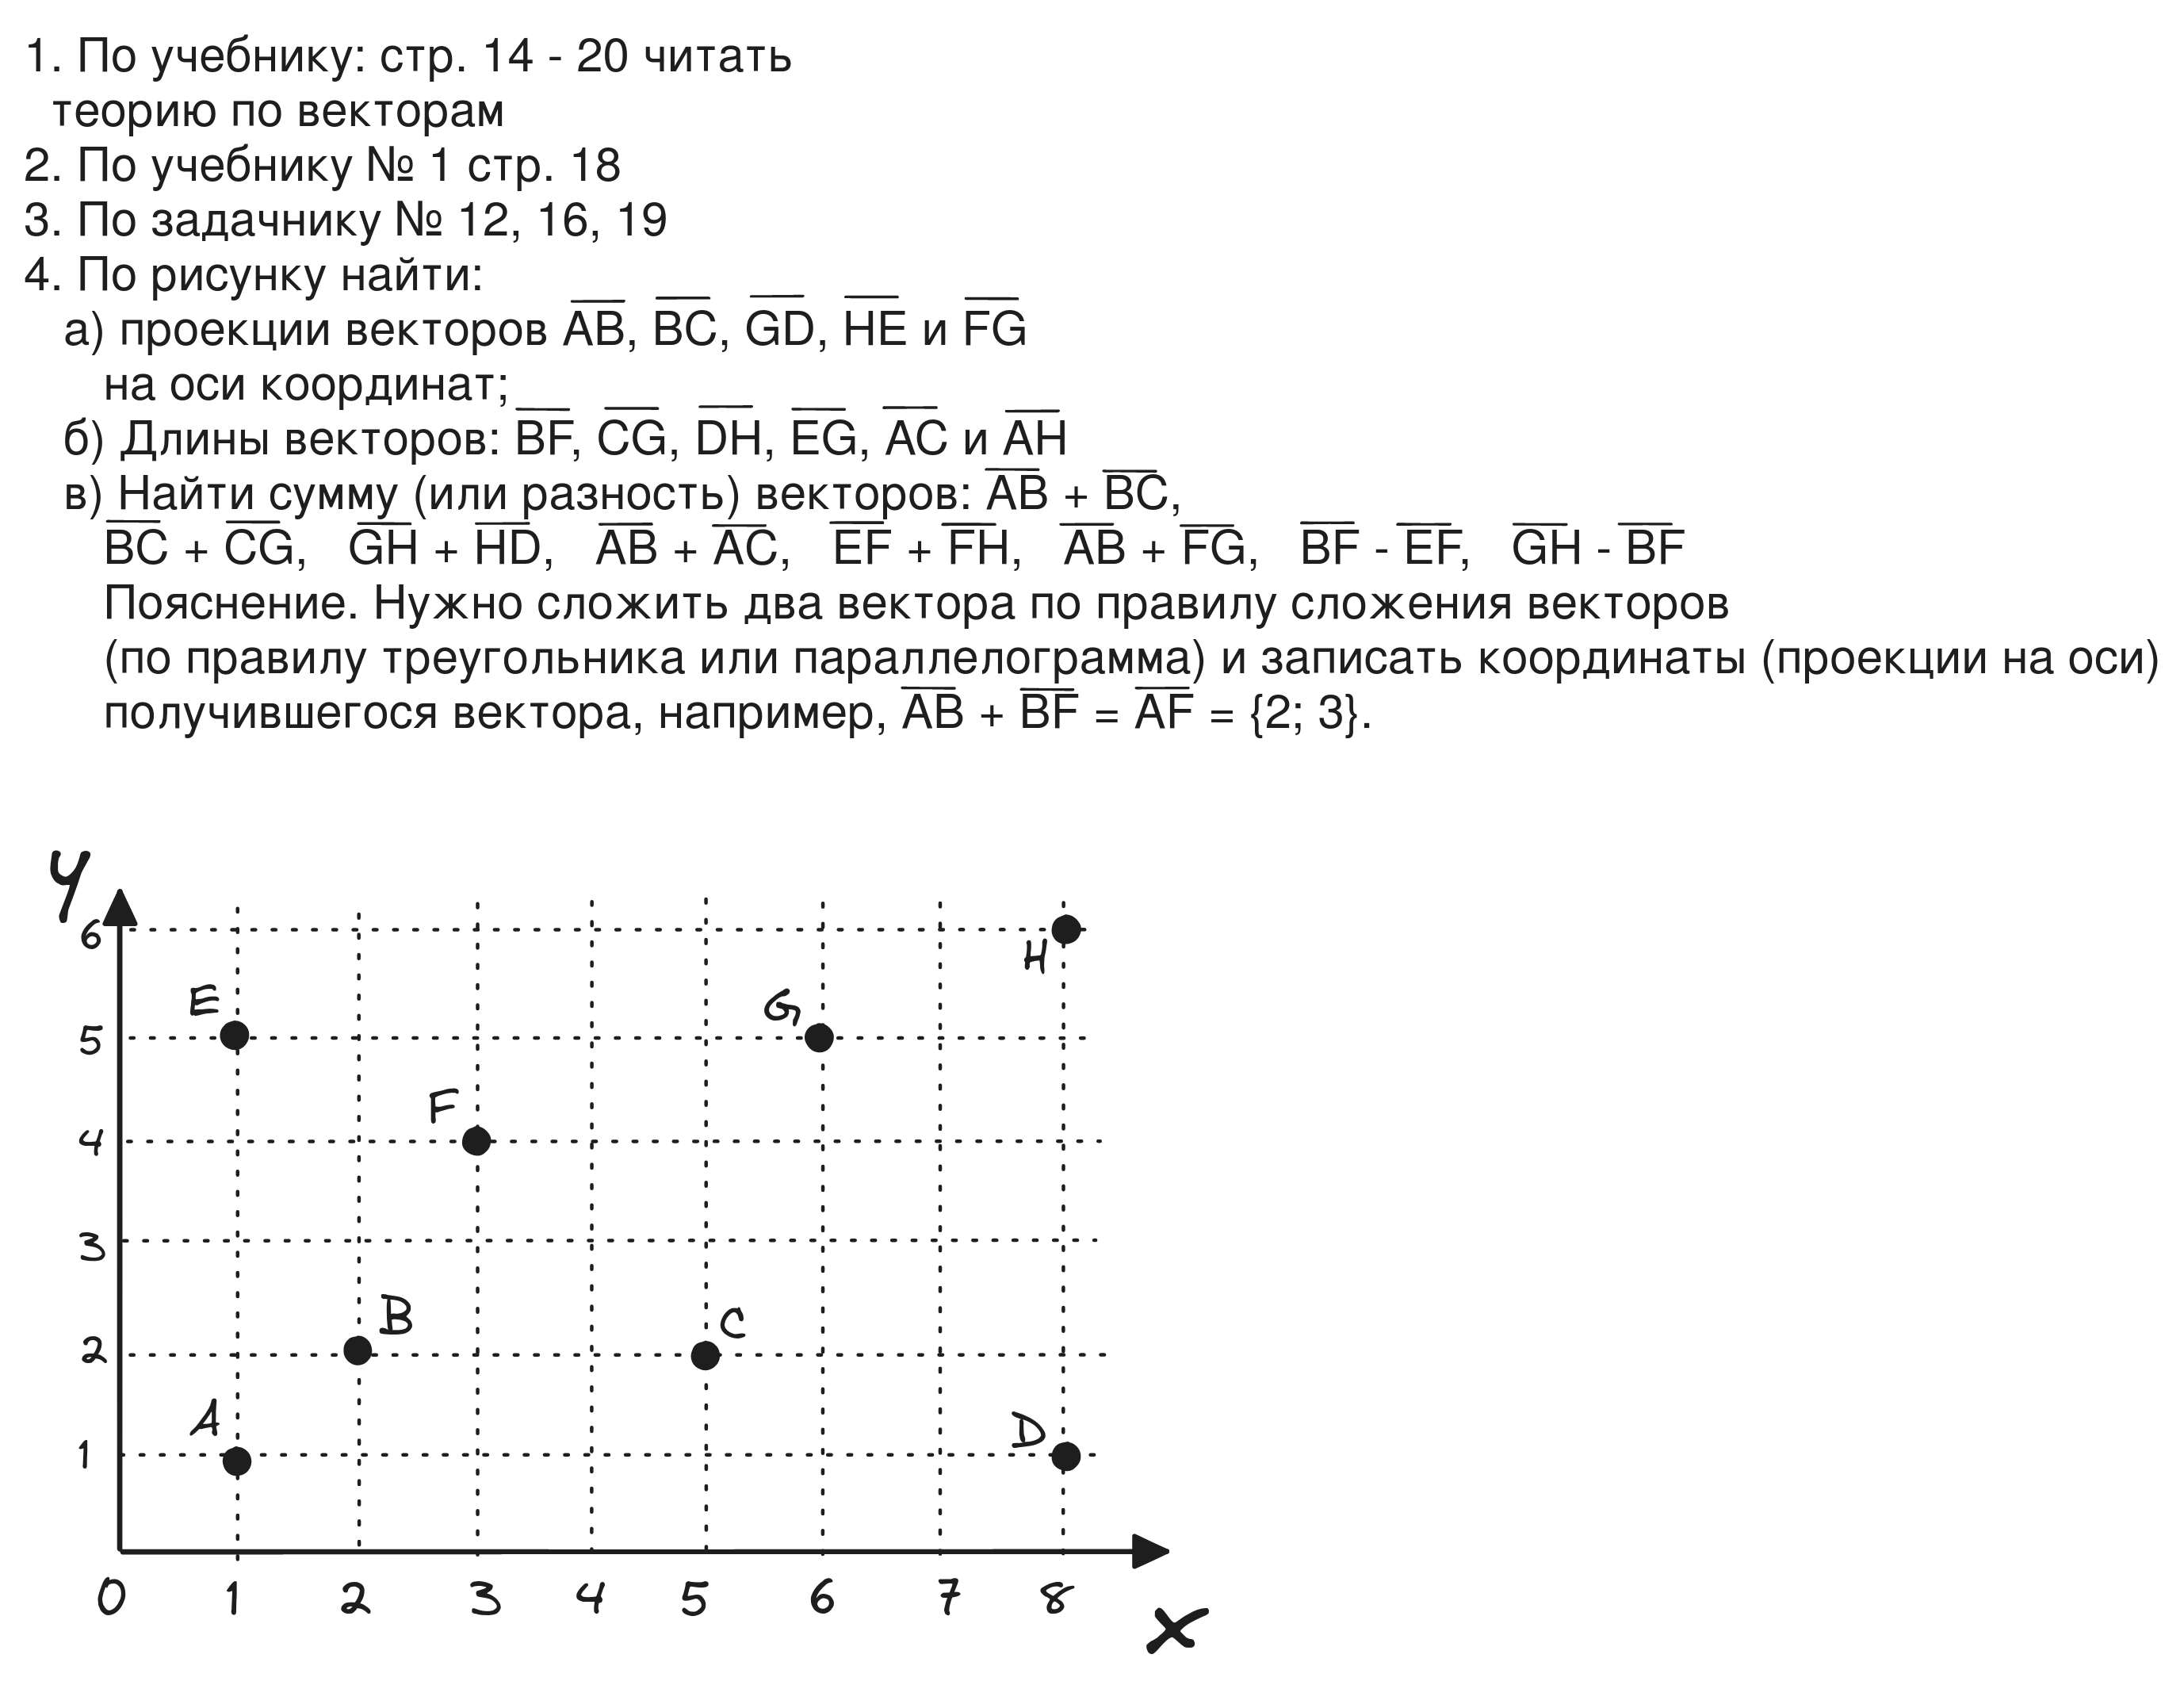 1. По учебнику: стр. 14 - 20 читать
теорию по векторам
2. По учебнику № 1 стр. 18
3. По задачнику № 12, 16, 19
4. По рисунку найти:
а) проекции векторов AB, BC, GD, HE и FG
на оси координат;
б) Длины векторов: BF, CG, DH, EG, AC и AH
в) Найти сумму (или разность) векторов: AB + BC,
BC + CG, GH + HD, AB + AC, EF + FH, AB + FG, BF - EF, GH - BF
Пояснение. Нужно сложить два вектора по правилу сложения векторов
(по правилу треугольника или параллелограмма) и записать координаты (проекции на оси)
получившегося вектора, например, AB + BF = AF = {2; 3}.
y
6
H
E
G
5
F
4
3
B
C
2
A
D
1
0 1 2 3 4 5 6 7 8
x